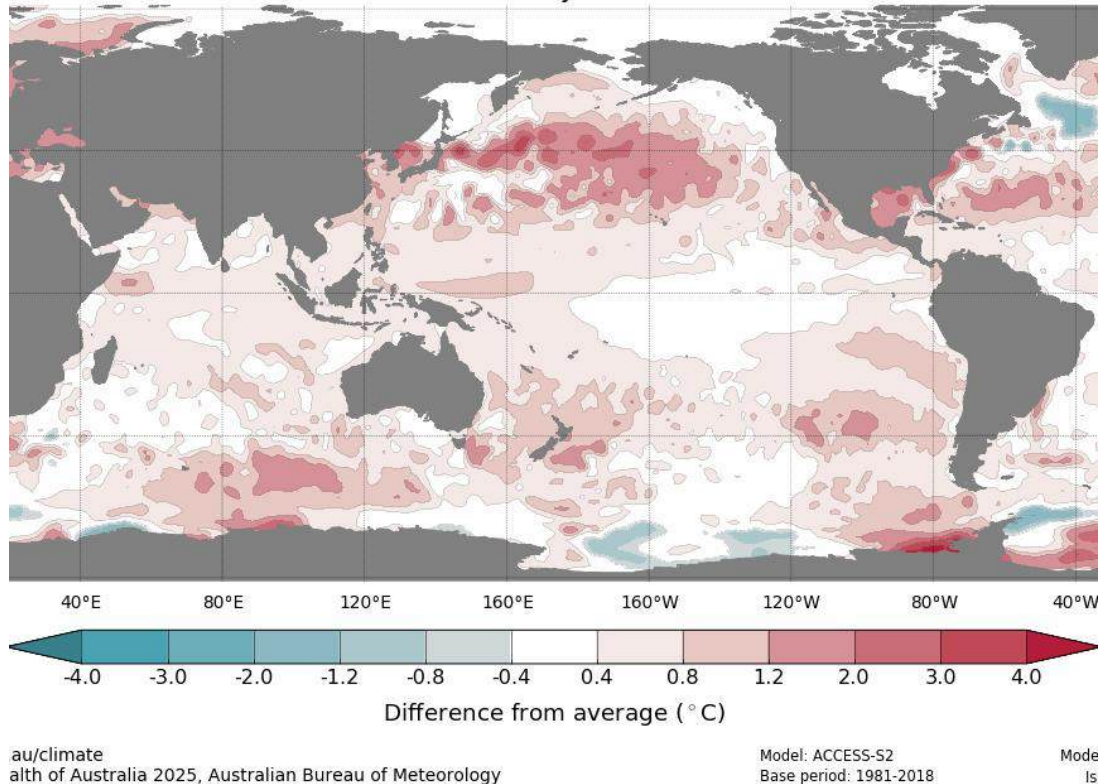 40°E 80°E 120°E 160°E 160°W 120°W 80°W 40°W
-4.0 -3.0 -2.0 -1.2 -0.8 -0.4 0.4 0.8 1.2 2.0 3.0 4.0
Difference from average (°C)
au/climate
alth of Australia 2025, Australian Bureau of Meteorology
Model: ACCESS-S2
Base period: 1981-2018
Mode
Is